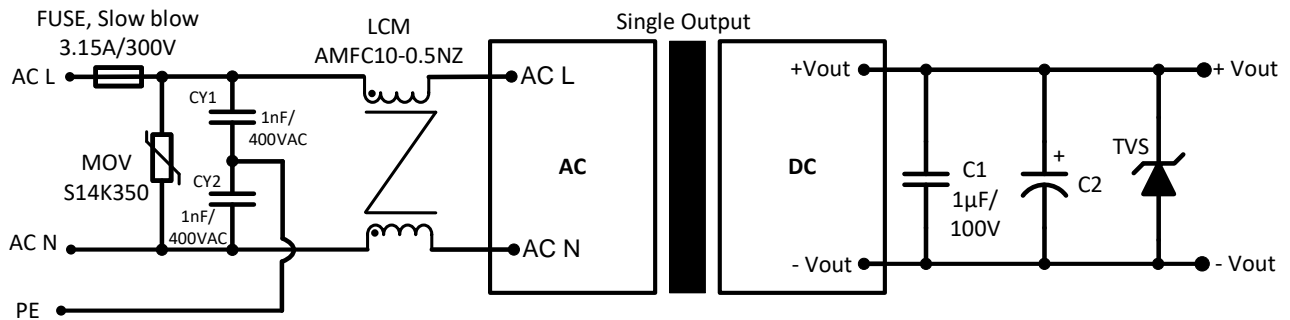 FUSE, Slow blow
3.15A/300V
LCM
AMFC10-0.5NZ
Single Output
AC L
AC L
+Vout
+ Vout
CY1
1nF/
400VAC
MOV
S14K350
CY2
1nF/
400VAC
AC
DC
C1
1µF/
100V
+
C2
TVS
AC N
AC N
- Vout
- Vout
PE